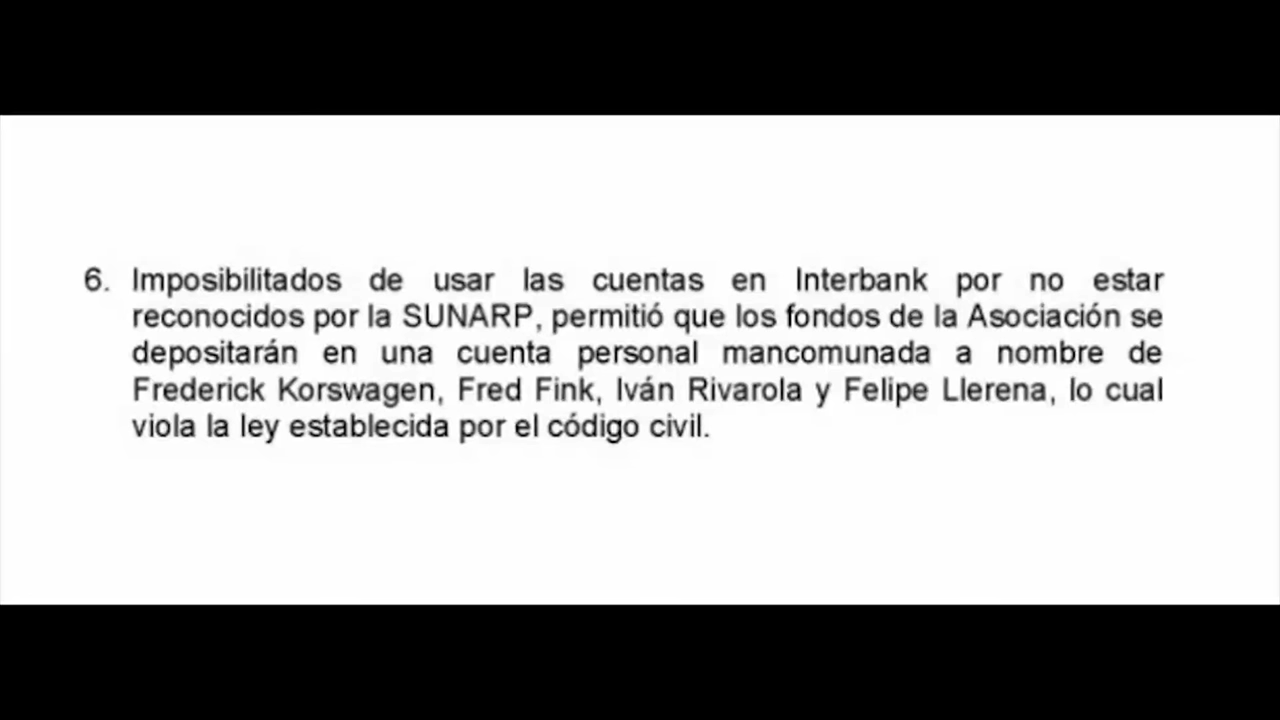 6. Imposibilitados de usar las cuentas en Interbank por no estar
reconocidos por la SUNARP, permitió que los fondos de la Asociación se
depositarán en una cuenta personal mancomunada a nombre de
Frederick Korswagen, Fred Fink, Iván Rivarola y Felipe Llerena, lo cual
viola la ley establecida por el código civil.